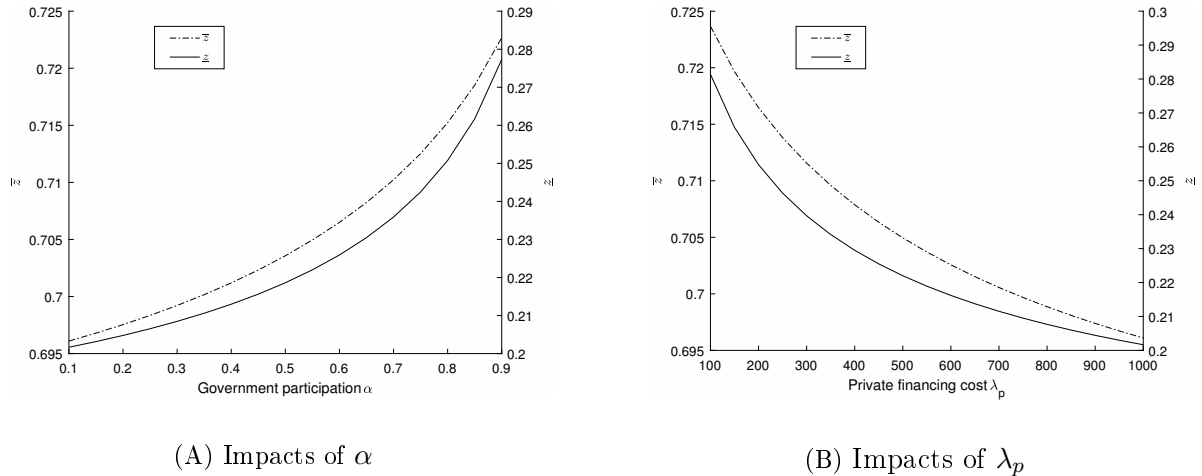 0.725
0.72
0.715
0.71
0.705
0.7
0.695
z̅
z̅
z̲
0.29
0.28
0.27
0.26
0.25
0.24
0.23
0.22
0.21
0.2
z̲
0.1 0.2 0.3 0.4 0.5 0.6 0.7 0.8 0.9
Government participation α
(A) Impacts of α
0.725
0.72
0.715
0.71
0.705
0.7
0.695
z̅
z̅
z̲
0.3
0.29
0.28
0.27
0.26
0.25
0.24
0.23
0.22
0.21
0.2
z̲
100 200 300 400 500 600 700 800 900 1000
Private financing cost λp
(B) Impacts of λp